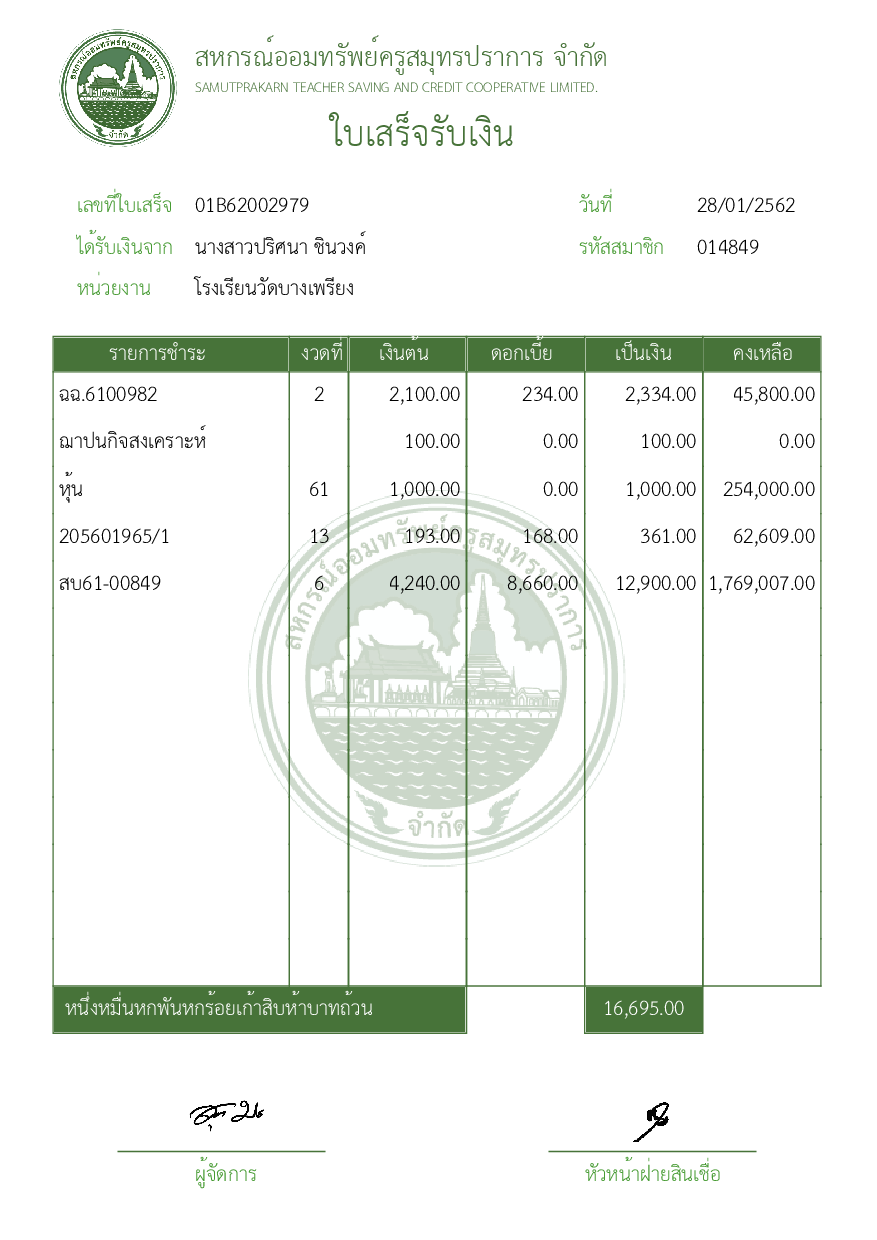 สหกรณ์ออมทรัพย์ครูสมุทรปราการ จำกัด
SAMUTPRAKARN TEACHER SAVING AND CREDIT COOPERATIVE LIMITED.
ใบเสร็จรับเงิน
เลขที่ใบเสร็จ 01B62002979 วันที่ 28/01/2562
ได้รับเงินจาก นางสาวปริศนา ชินวงค์ รหัสสมาชิก 014849
หน่วยงาน โรงเรียนวัดบางเพรียง
รายการชำระ งวดที่ เงินต้น ดอกเบี้ย เป็นเงิน คงเหลือ
ฉฉ.6100982 2 2,100.00 234.00 2,334.00 45,800.00
ฌาปนกิจสงเคราะห์ 100.00 0.00 100.00 0.00
หุ้น 61 1,000.00 0.00 1,000.00 254,000.00
205601965/1 13 193.00 168.00 361.00 62,609.00
สบ61-00849 6 4,240.00 8,660.00 12,900.00 1,769,007.00
สหกรณ์ออมทรัพย์ครูสมุทรปราการ
จำกัด
หนึ่งหมื่นหกพันหกร้อยเก้าสิบห้าบาทถ้วน 16,695.00
ผู้จัดการ หัวหน้าฝ่ายสินเชื่อ